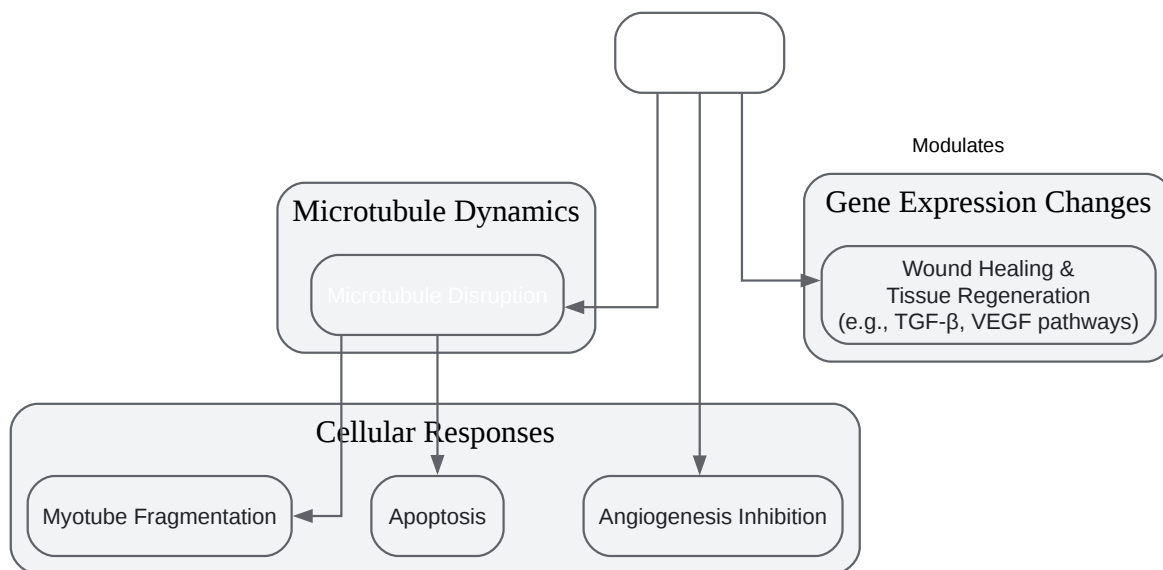 Modulates
Microtubule Dynamics
Gene Expression Changes
Microtubule Disruption
Wound Healing &
Tissue Regeneration
(e.g., TGF-β, VEGF pathways)
Cellular Responses
Myotube Fragmentation
Apoptosis
Angiogenesis Inhibition